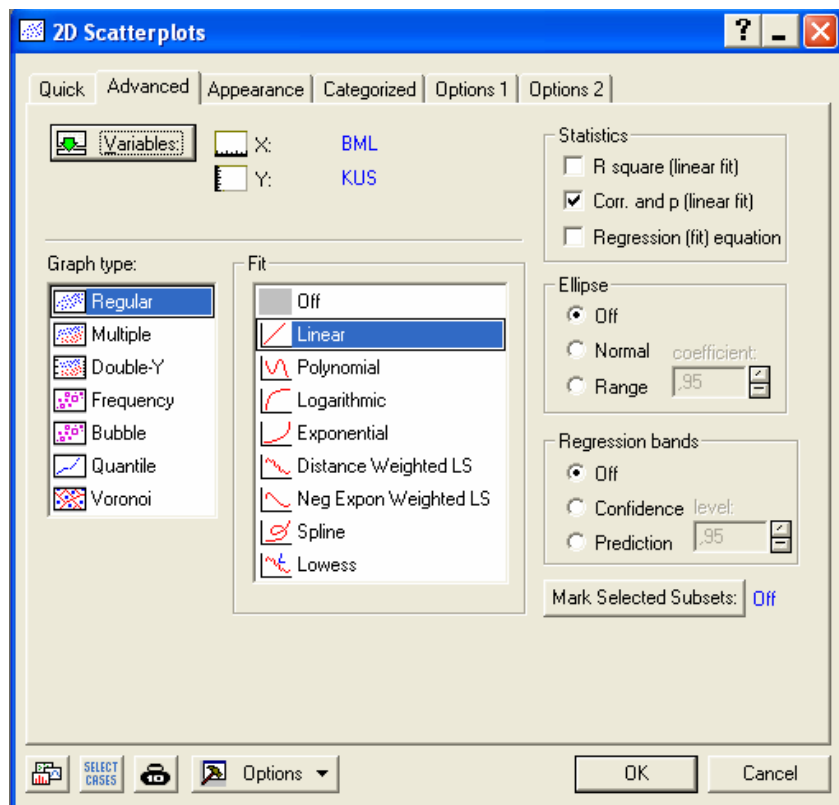 2D Scatterplots
Quick Advanced Appearance Categorized Options 1 Options 2
Variables: X: BML
Y: KUS
Graph type:
Regular
Multiple
Double-Y
Frequency
Bubble
Quantile
Voronoi
Fit
Off
Linear
Polynomial
Logarithmic
Exponential
Distance Weighted LS
Neg Expon Weighted LS
Spline
Lowess
Statistics
R square (linear fit)
Corr. and p (linear fit)
Regression (fit) equation
Ellipse
Off
Normal coefficient:
Range ,95
Regression bands
Off
Confidence level:
Prediction ,95
Mark Selected Subsets: Off
SELECT
CASES
Options
OK
Cancel